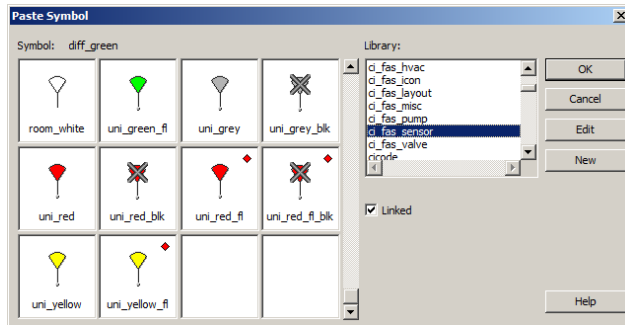 Paste Symbol
Symbol: diff_green
Library:
room_white uni_green_fl uni_grey uni_grey_blk
uni_red uni_red_blk uni_red_fl uni_red_fl_blk
uni_yellow uni_yellow_fl
ci_fas_hvac
ci_fas_icon
ci_fas_layout
ci_fas_misc
ci_fas_pump
ci_fas_sensor
ci_fas_valve
cicode
Linked
OK
Cancel
Edit
New
Help